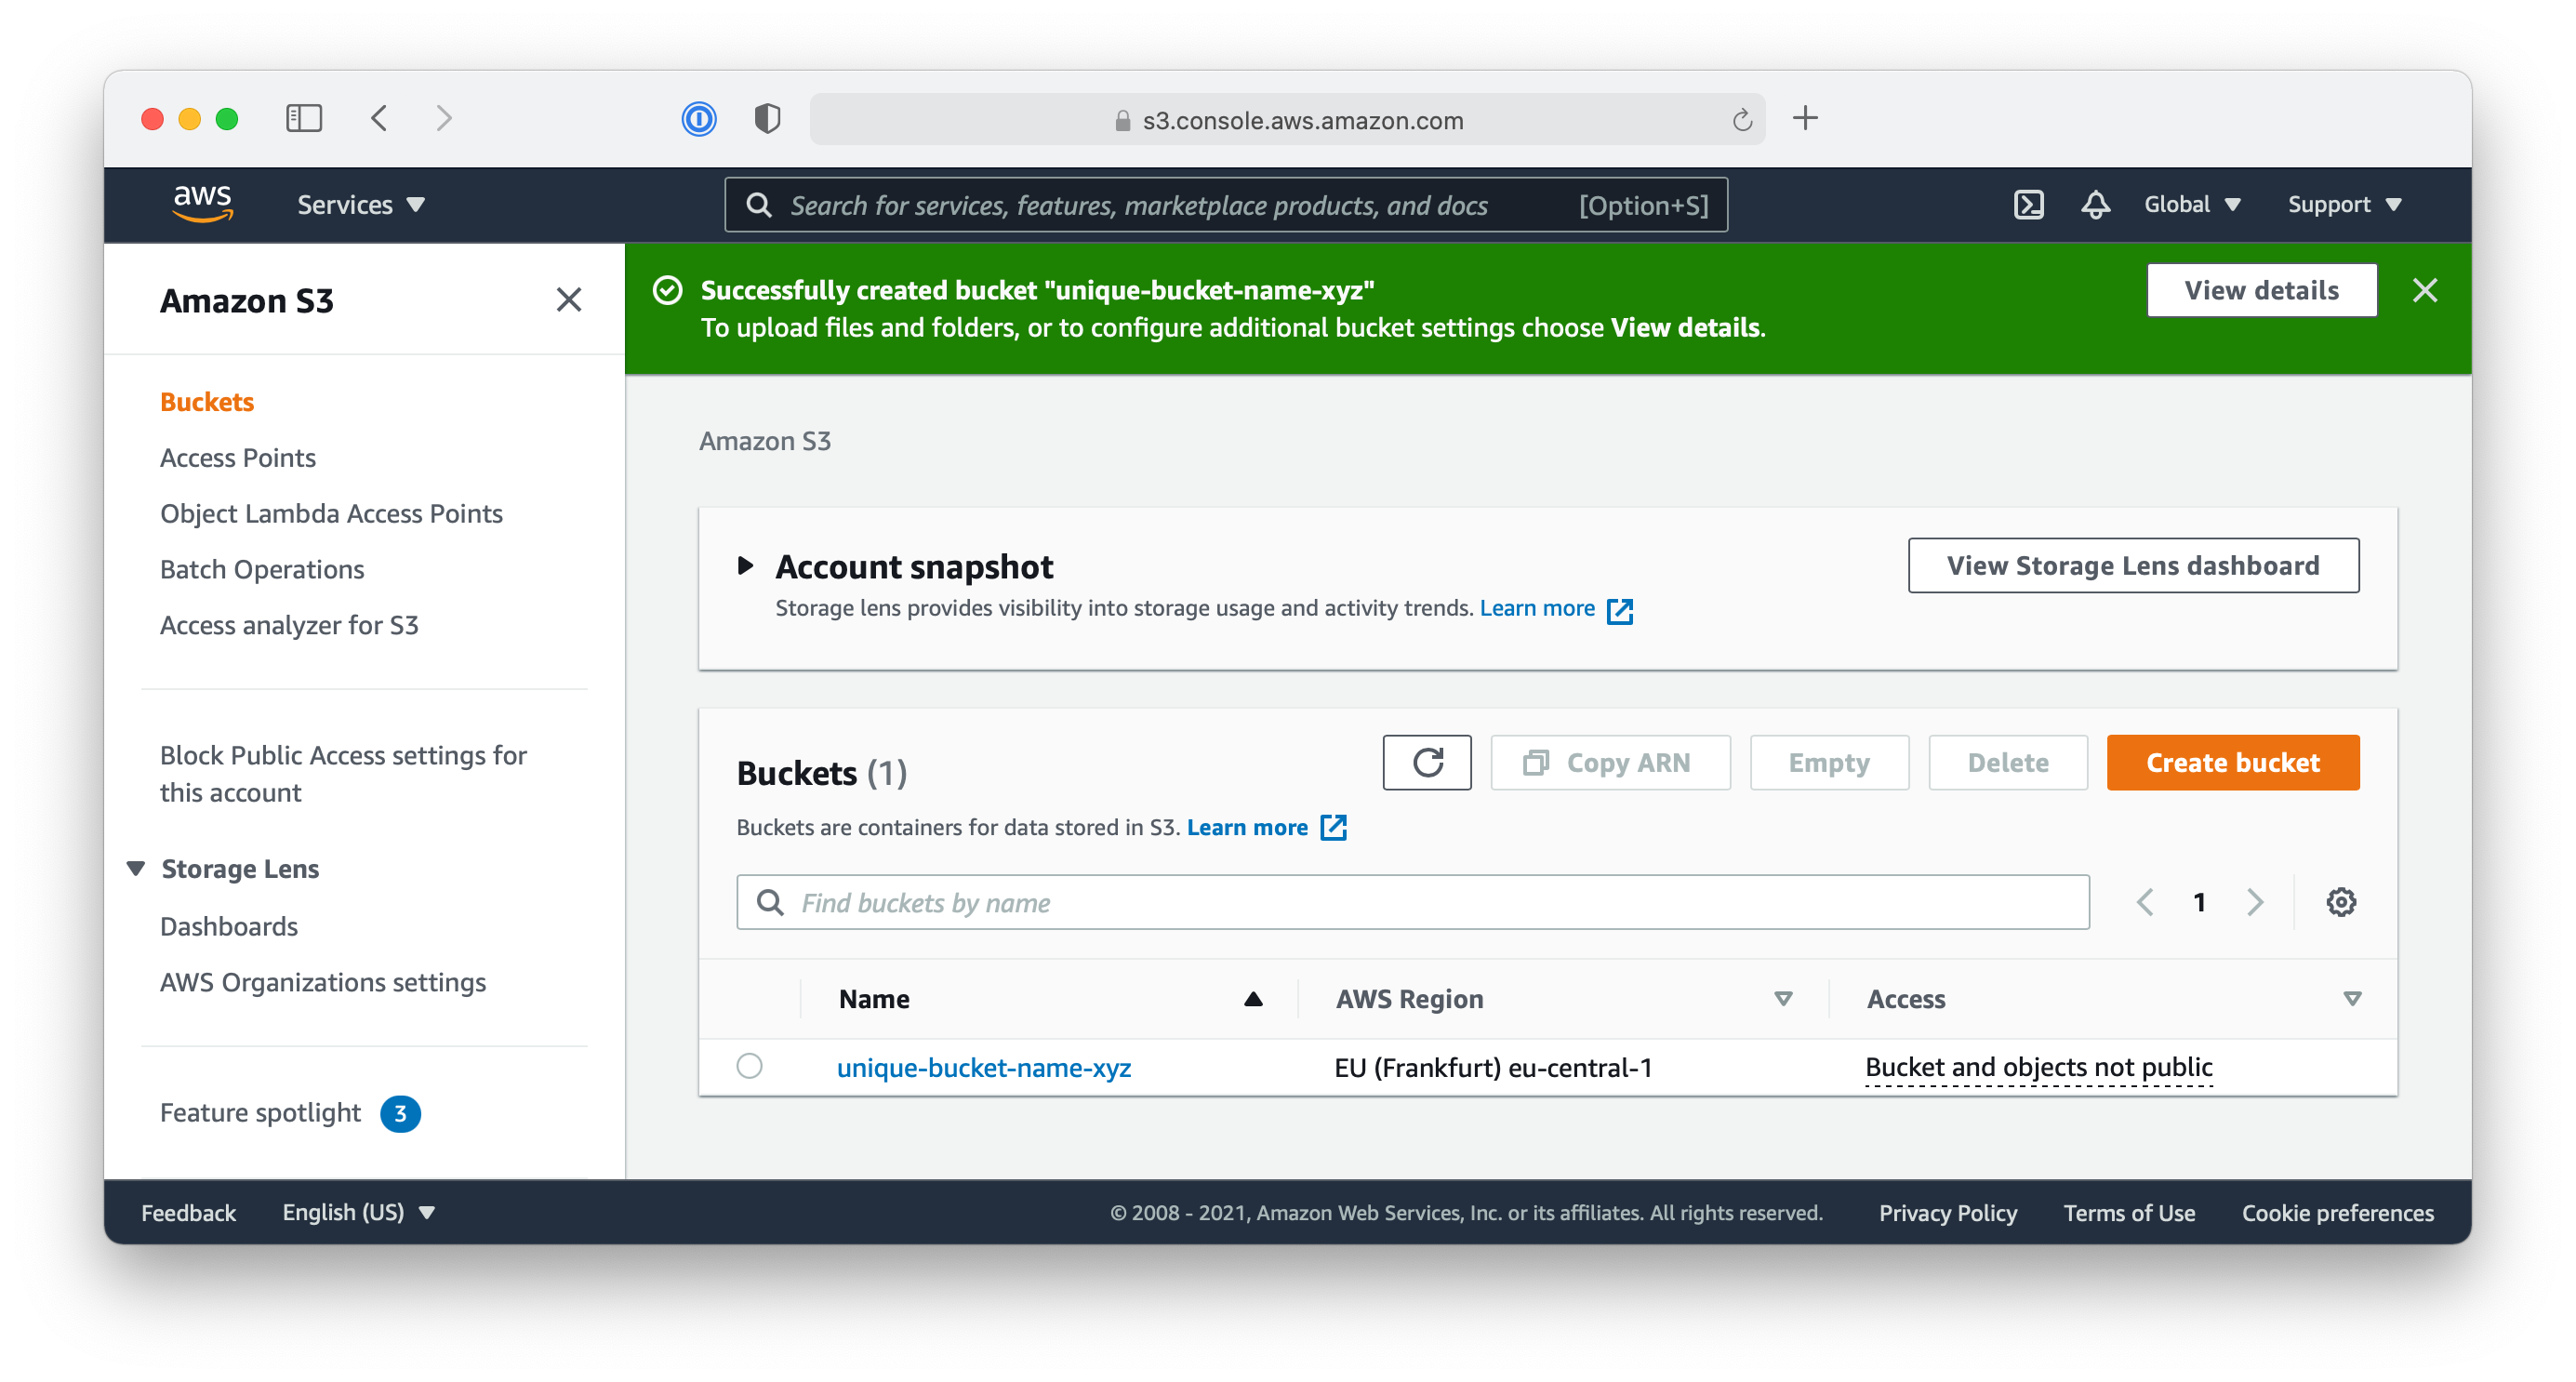 s3.console.aws.amazon.com
aws
Services
Search for services, features, marketplace products, and docs
[Option+S]
Global
Support
Amazon S3
Successfully created bucket "unique-bucket-name-xyz"
To upload files and folders, or to configure additional bucket settings choose View details.
View details
Buckets
Access Points
Object Lambda Access Points
Batch Operations
Access analyzer for S3
Block Public Access settings for
this account
Storage Lens
Dashboards
AWS Organizations settings
Feature spotlight 3
Amazon S3
Account snapshot
View Storage Lens dashboard
Storage lens provides visibility into storage usage and activity trends. Learn more
Buckets (1)
Copy ARN
Empty
Delete
Create bucket
Buckets are containers for data stored in S3. Learn more
Find buckets by name
1
Name
AWS Region
Access
unique-bucket-name-xyz
EU (Frankfurt) eu-central-1
Bucket and objects not public
Feedback
English (US)
© 2008 - 2021, Amazon Web Services, Inc. or its affiliates. All rights reserved.
Privacy Policy
Terms of Use
Cookie preferences